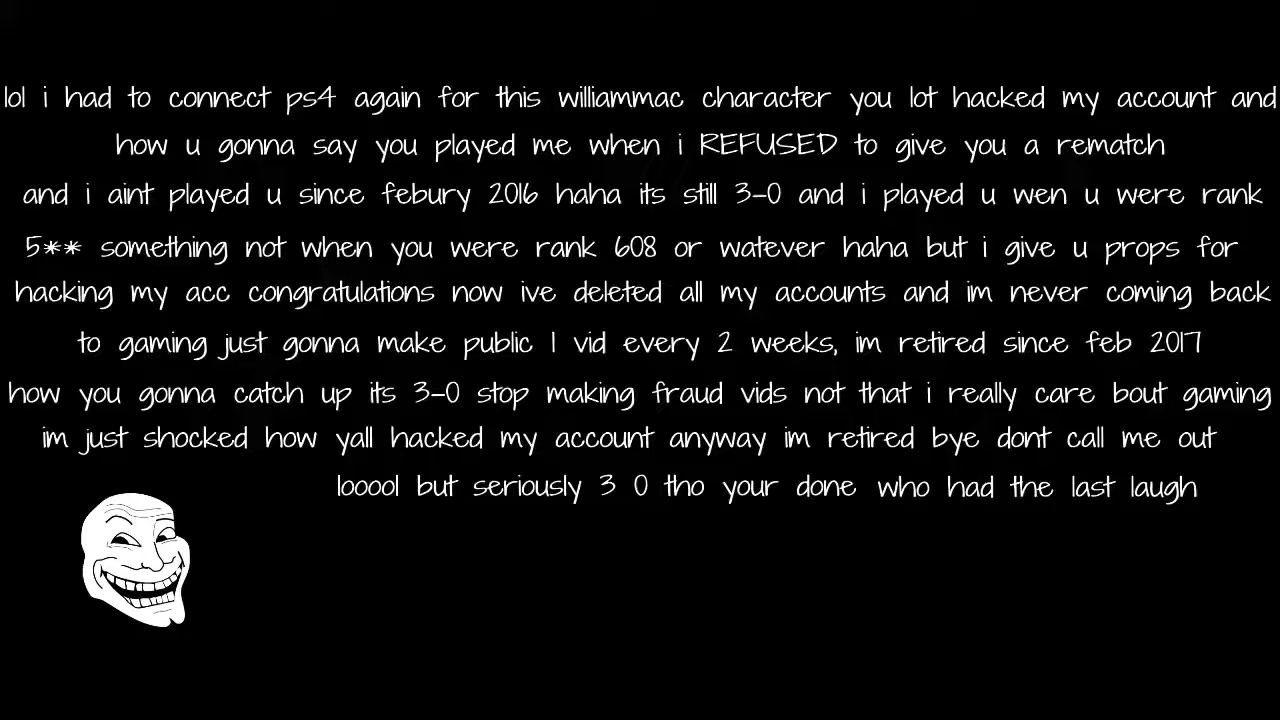 lol i had to connect ps4 again for this williammac character you lot hacked my account and
how u gonna say you played me when i REFUSED to give you a rematch
and i aint played u since febury 2016 haha its still 3-0 and i played u wen u were rank
5** something not when you were rank 608 or watever haha but i give u props for
hacking my acc congratulations now ive deleted all my accounts and im never coming back
to gaming just gonna make public 1 vid every 2 weeks, im retired since feb 2017
how you gonna catch up its 3-0 stop making fraud vids not that i really care bout gaming
im just shocked how yall hacked my account anyway im retired bye dont call me out
looool but seriously 3 0 tho your done who had the last laugh